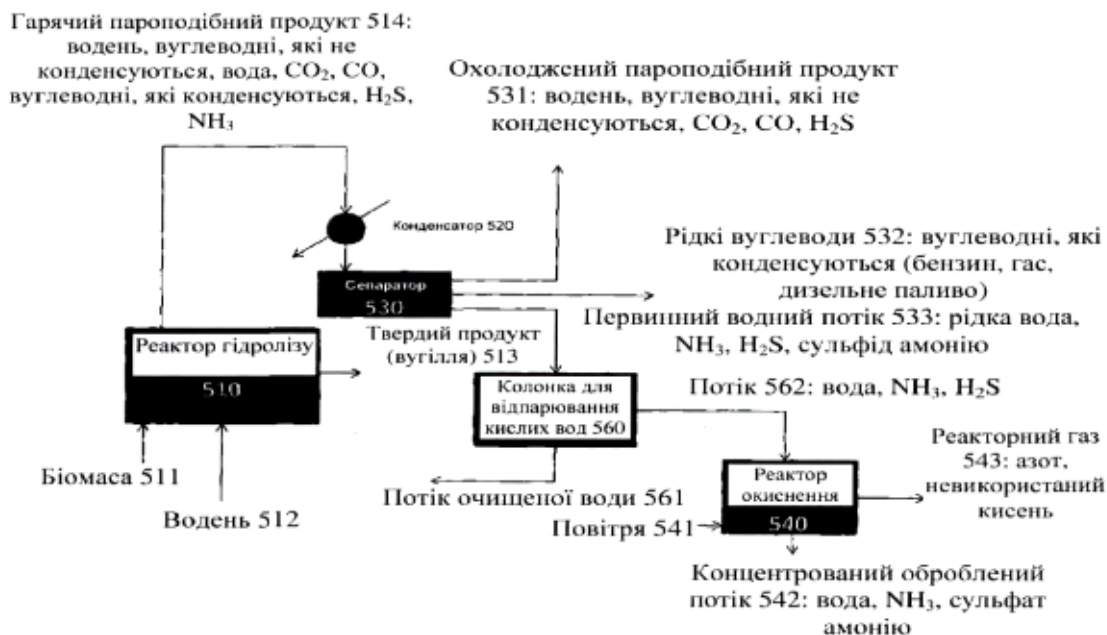 Гарячий пароподібний продукт 514:
водень, вуглеводні, які не
конденсуються, вода, CO₂, CO,
вуглеводні, які конденсуються, H₂S,
NH₃
Охолоджений пароподібний продукт
531: водень, вуглеводні, які не
конденсуються, CO₂, CO, H₂S
Конденсатор 520
Сепаратор
530
Рідкі вуглеводи 532: вуглеводні, які
конденсуються (бензин, гас,
дизельне паливо)
Первинний водний потік 533: рідка вода,
NH₃, H₂S, сульфід амонію
Твердий продукт
(вугілля) 513
Реактор гідролізу
510
Колонка для
відпарювання
кислих вод 560
Потік 562: вода, NH₃, H₂S
Біомаса 511
Водень 512
Потік очищеної води 561
Повітря 541
Реактор
окиснення
540
Реакторний газ
543: азот,
невикористаний
кисень
Концентрований оброблений
потік 542: вода, NH₃, сульфат
амонію